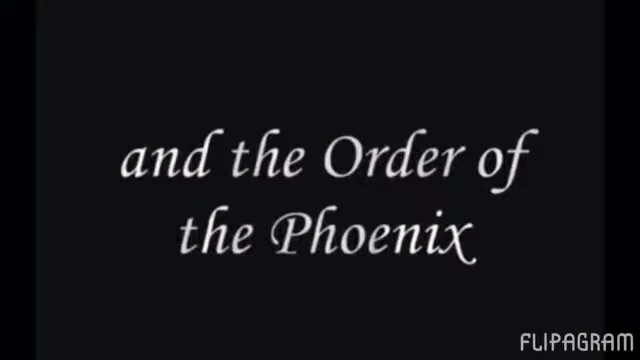 and the Order of
the Phoenix
FLIPAGRAM